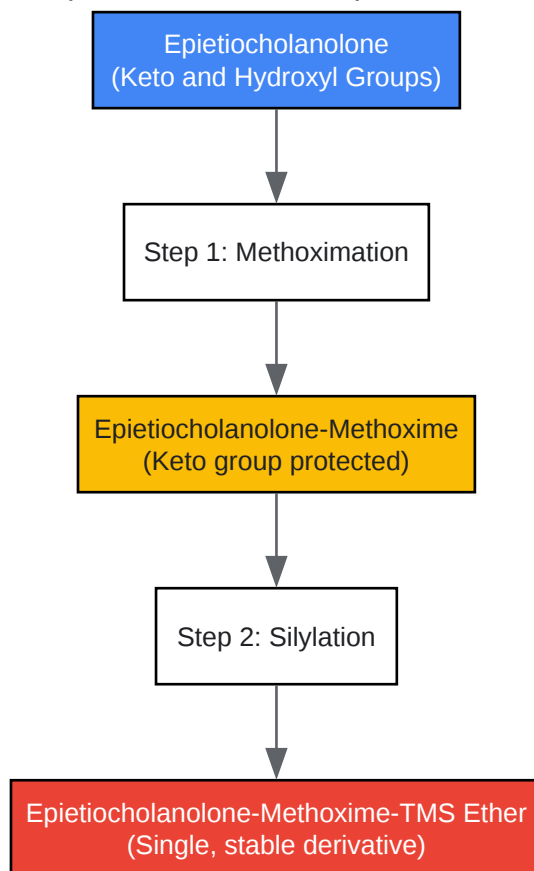 Epietiocholanolone
(Keto and Hydroxyl Groups)
Step 1: Methoximation
Epietiocholanolone-Methoxime
(Keto group protected)
Step 2: Silylation
Epietiocholanolone-Methoxime-TMS Ether
(Single, stable derivative)